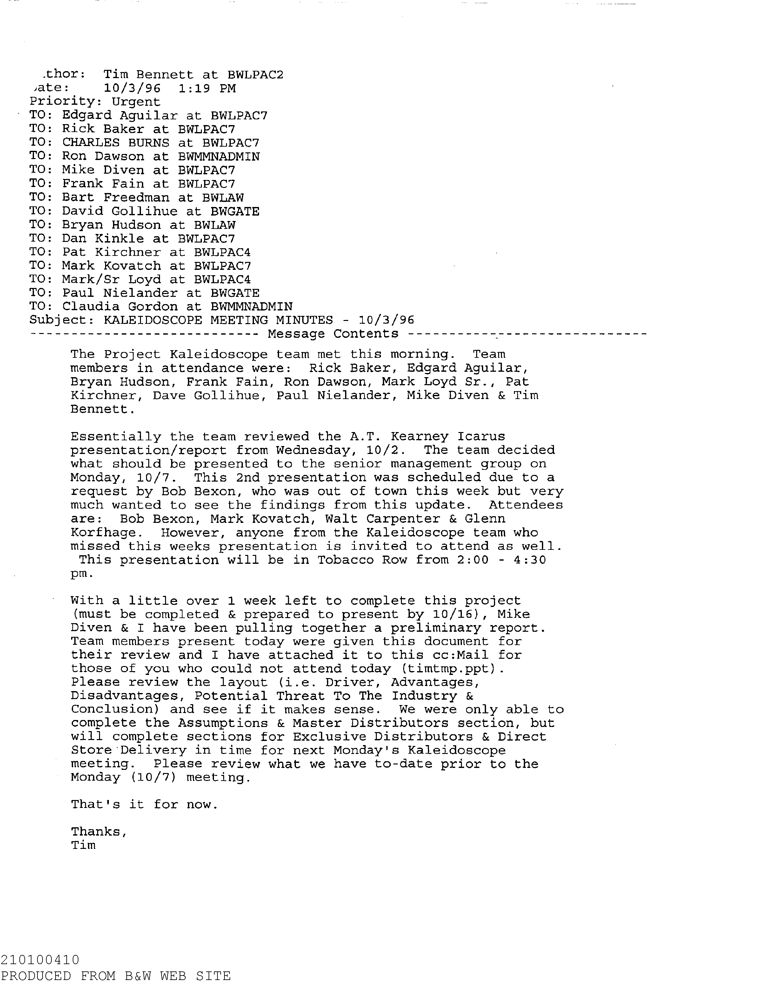 .thor: Tim Bennett at BWLPAC2
ate: 10/3/96 1:19 PM
Priority: Urgent
TO: Edgard Aguilar at BWLPAC7
TO: Rick Baker at BWLPAC7
TO: CHARLES BURNS at BWLPAC7
TO: Ron Dawson at BWMMNADMIN
TO: Mike Diven at BWLPAC7
TO: Frank Fain at BWLPAC7
TO: Bart Freedman at BWLAW
TO: David Gollihue at BWGATE
TO: Bryan Hudson at BWLAW
TO: Dan Kinkle at BWLPAC7
TO: Pat Kirchner at BWLPAC4
TO: Mark Kovatch at BWLPAC7
TO: Mark/Sr Loyd at BWLPAC4
TO: Paul Nielander at BWGATE
TO: Claudia Gordon at BWMMNADMIN
Subject: KALEIDOSCOPE MEETING MINUTES - 10/3/96
---------------------------- Message Contents -----------------------------
The Project Kaleidoscope team met this morning. Team
members in attendance were: Rick Baker, Edgard Aguilar,
Bryan Hudson, Frank Fain, Ron Dawson, Mark Loyd Sr., Pat
Kirchner, Dave Gollihue, Paul Nielander, Mike Diven & Tim
Bennett.
Essentially the team reviewed the A.T. Kearney Icarus
presentation/report from Wednesday, 10/2. The team decided
what should be presented to the senior management group on
Monday, 10/7. This 2nd presentation was scheduled due to a
request by Bob Bexon, who was out of town this week but very
much wanted to see the findings from this update. Attendees
are: Bob Bexon, Mark Kovatch, Walt Carpenter & Glenn
Korfhage. However, anyone from the Kaleidoscope team who
missed this weeks presentation is invited to attend as well.
This presentation will be in Tobacco Row from 2:00 - 4:30
pm.
With a little over 1 week left to complete this project
(must be completed & prepared to present by 10/16), Mike
Diven & I have been pulling together a preliminary report.
Team members present today were given this document for
their review and I have attached it to this cc:Mail for
those of you who could not attend today (timtmp.ppt).
Please review the layout (i.e. Driver, Advantages,
Disadvantages, Potential Threat To The Industry &
Conclusion) and see if it makes sense. We were only able to
complete the Assumptions & Master Distributors section, but
will complete sections for Exclusive Distributors & Direct
Store Delivery in time for next Monday's Kaleidoscope
meeting. Please review what we have to-date prior to the
Monday (10/7) meeting.
That's it for now.
Thanks,
Tim
210100410
PRODUCED FROM B&W WEB SITE